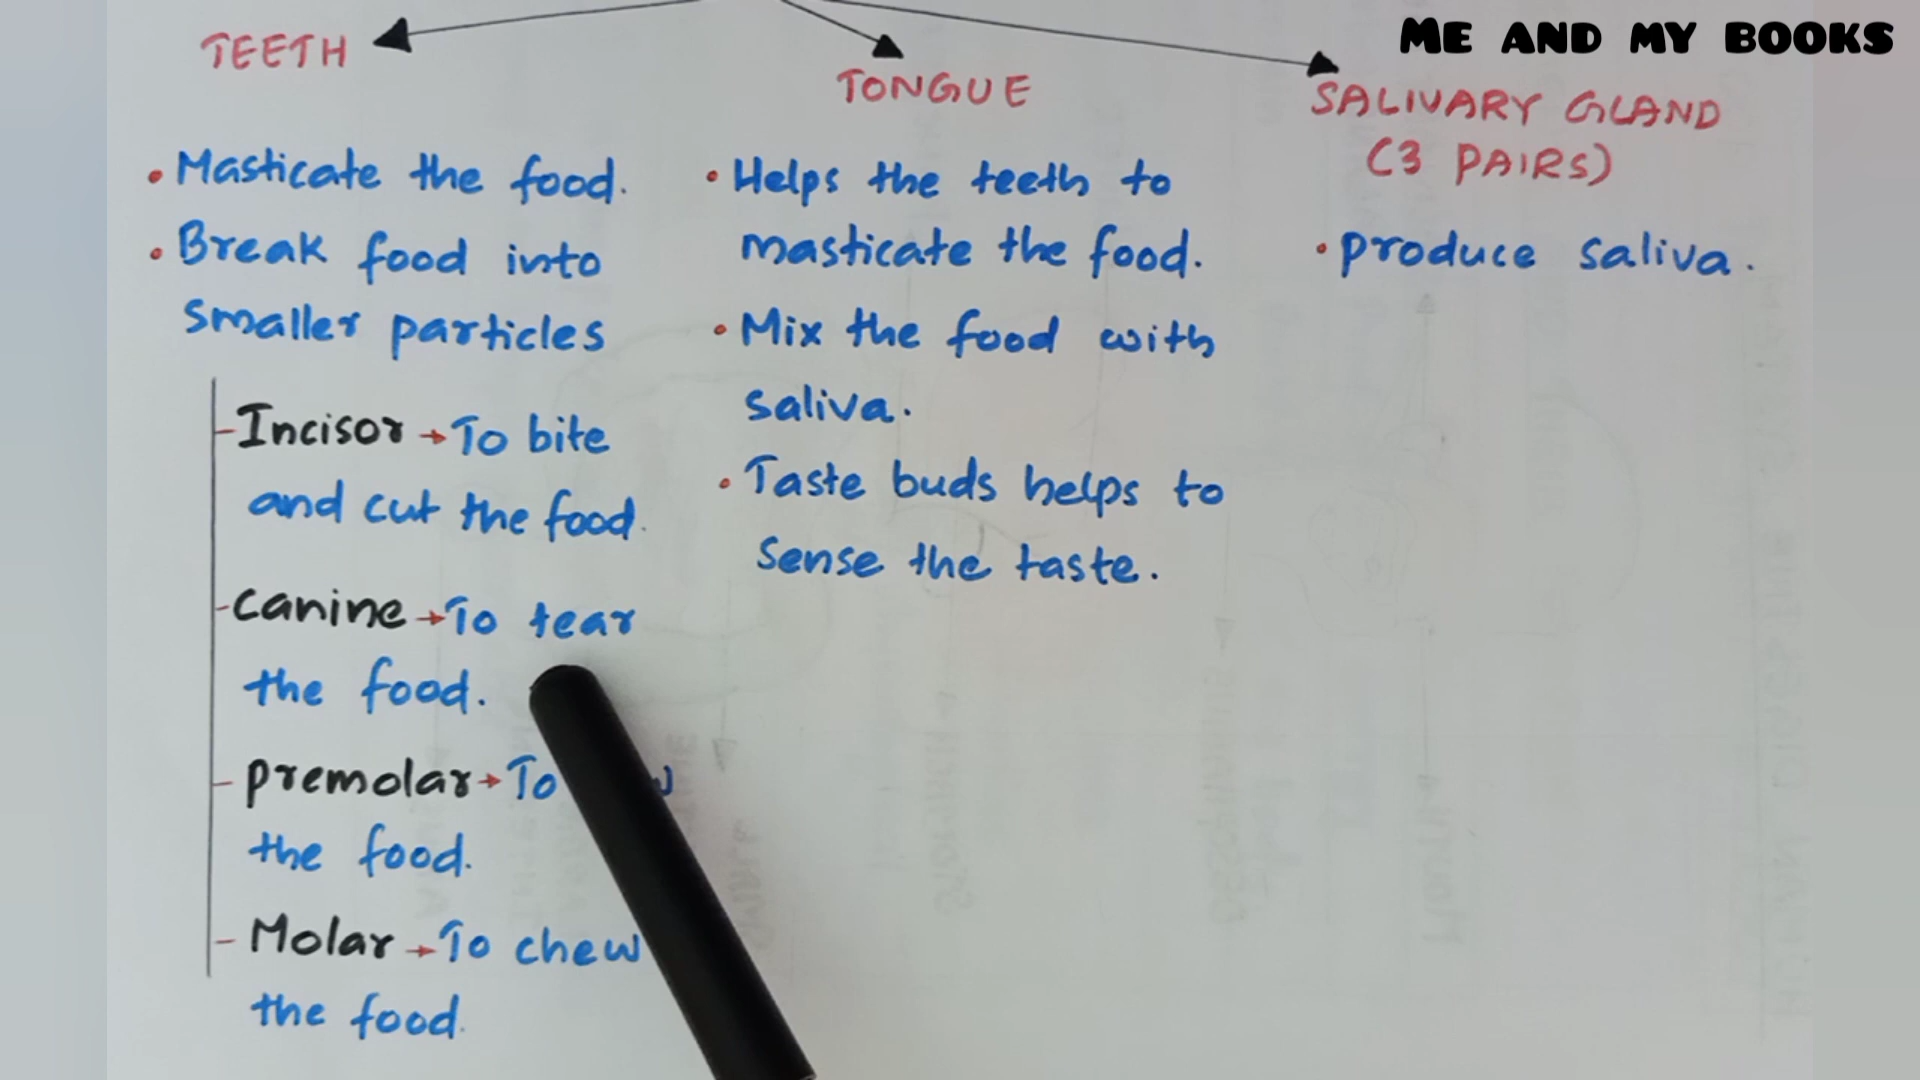 ME AND MY BOOKS
TEETH
• Masticate the food.
• Break food into
smaller particles
Incisor → To bite
and cut the food.
Canine → To tear
the food.
Premolar → To
the food.
Molar → To chew
the food.
TONGUE
• Helps the teeth to
masticate the food.
• Mix the food with
saliva.
• Taste buds helps to
sense the taste.
SALIVARY GLAND
(3 PAIRS)
• Produce saliva.